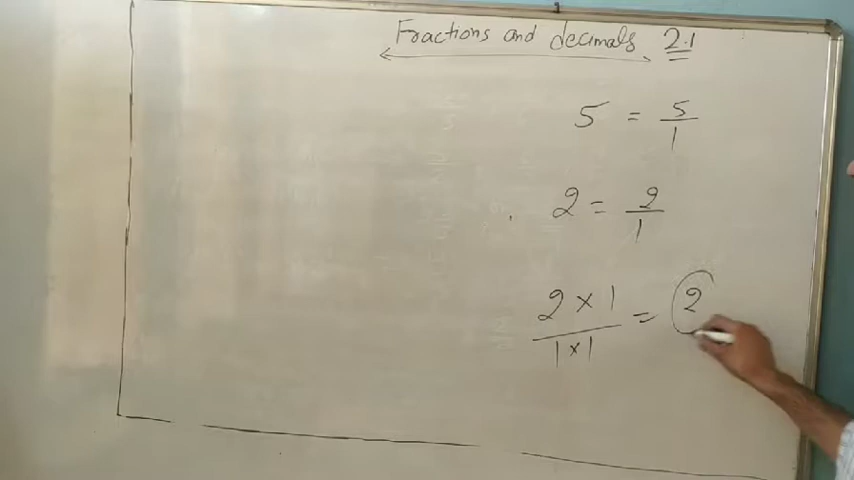 Fractions and decimals 2.1
5 = 5/1
2 = 2/1
2 × 1 / 1 × 1 = 2